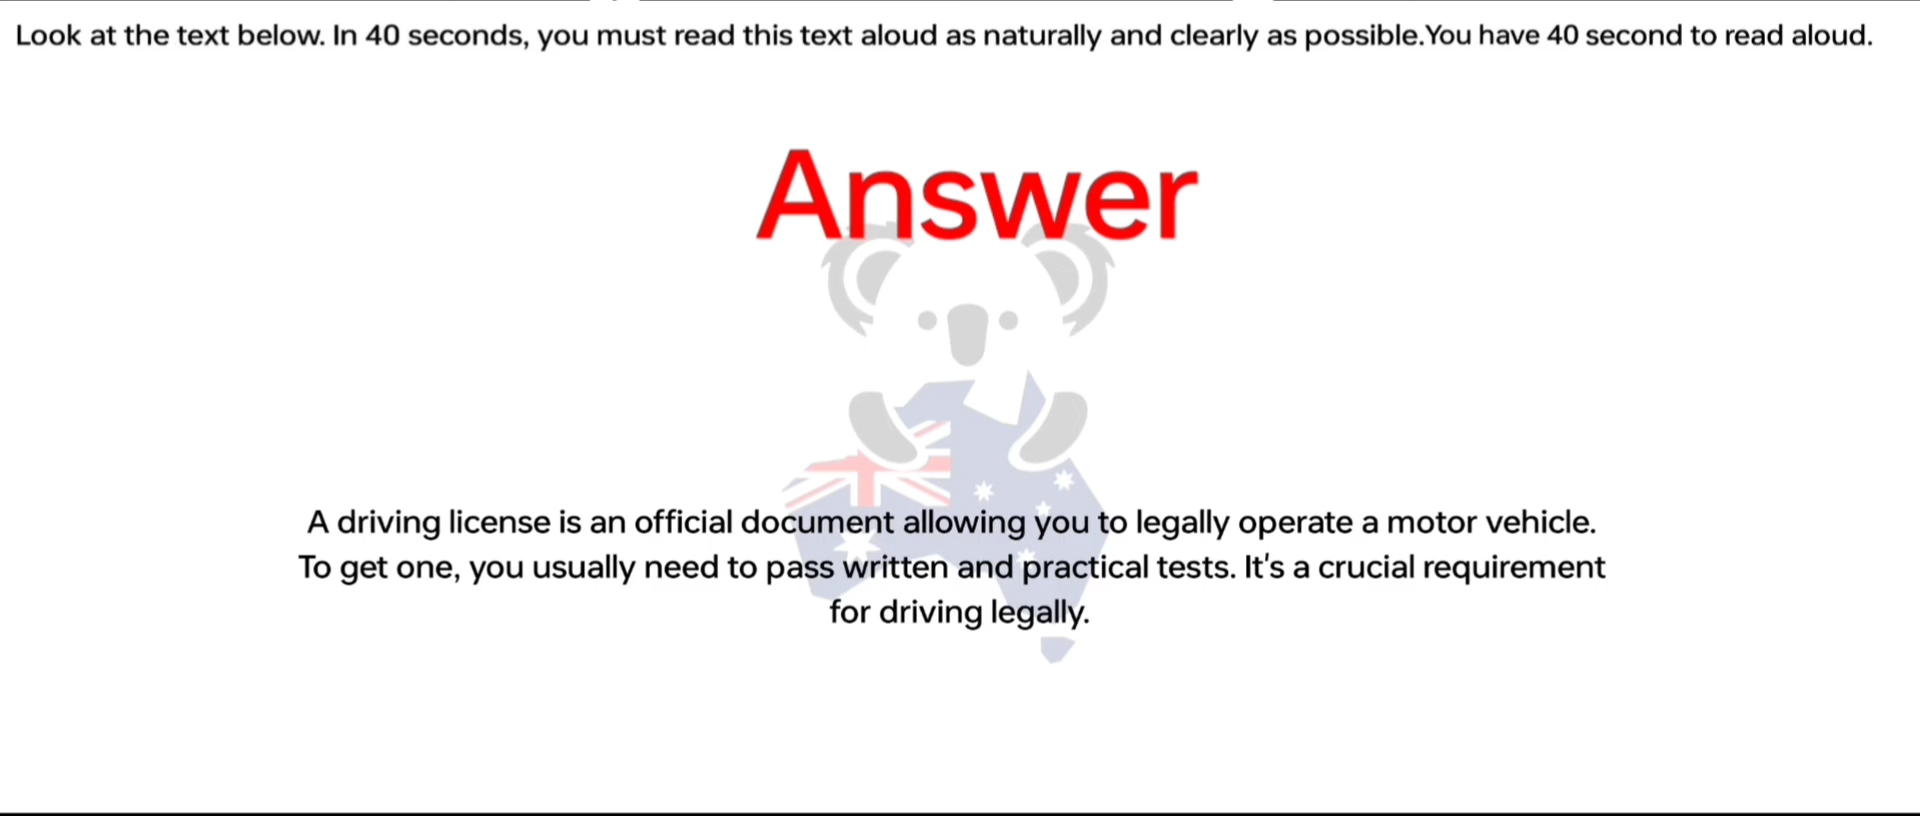 Look at the text below. In 40 seconds, you must read this text aloud as naturally and clearly as possible.You have 40 second to read aloud.
Answer
A driving license is an official document allowing you to legally operate a motor vehicle.
To get one, you usually need to pass written and practical tests. It's a crucial requirement
for driving legally.